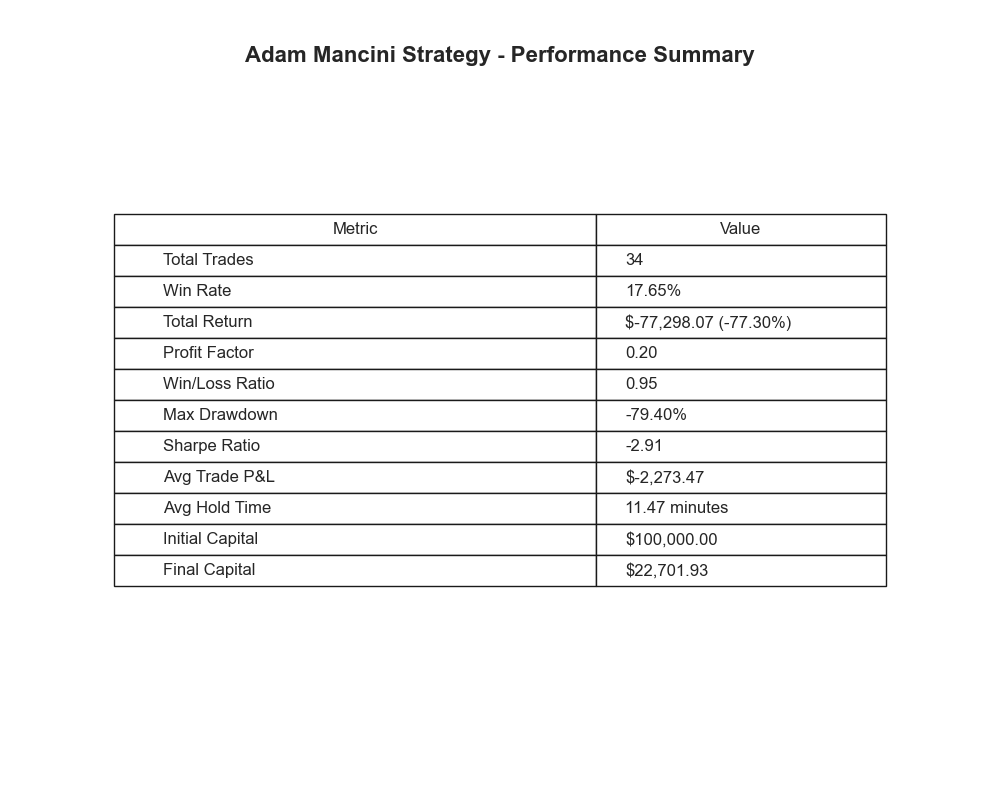 Adam Mancini Strategy - Performance Summary
Metric Value
Total Trades 34
Win Rate 17.65%
Total Return $-77,298.07 (-77.30%)
Profit Factor 0.20
Win/Loss Ratio 0.95
Max Drawdown -79.40%
Sharpe Ratio -2.91
Avg Trade P&L $-2,273.47
Avg Hold Time 11.47 minutes
Initial Capital $100,000.00
Final Capital $22,701.93